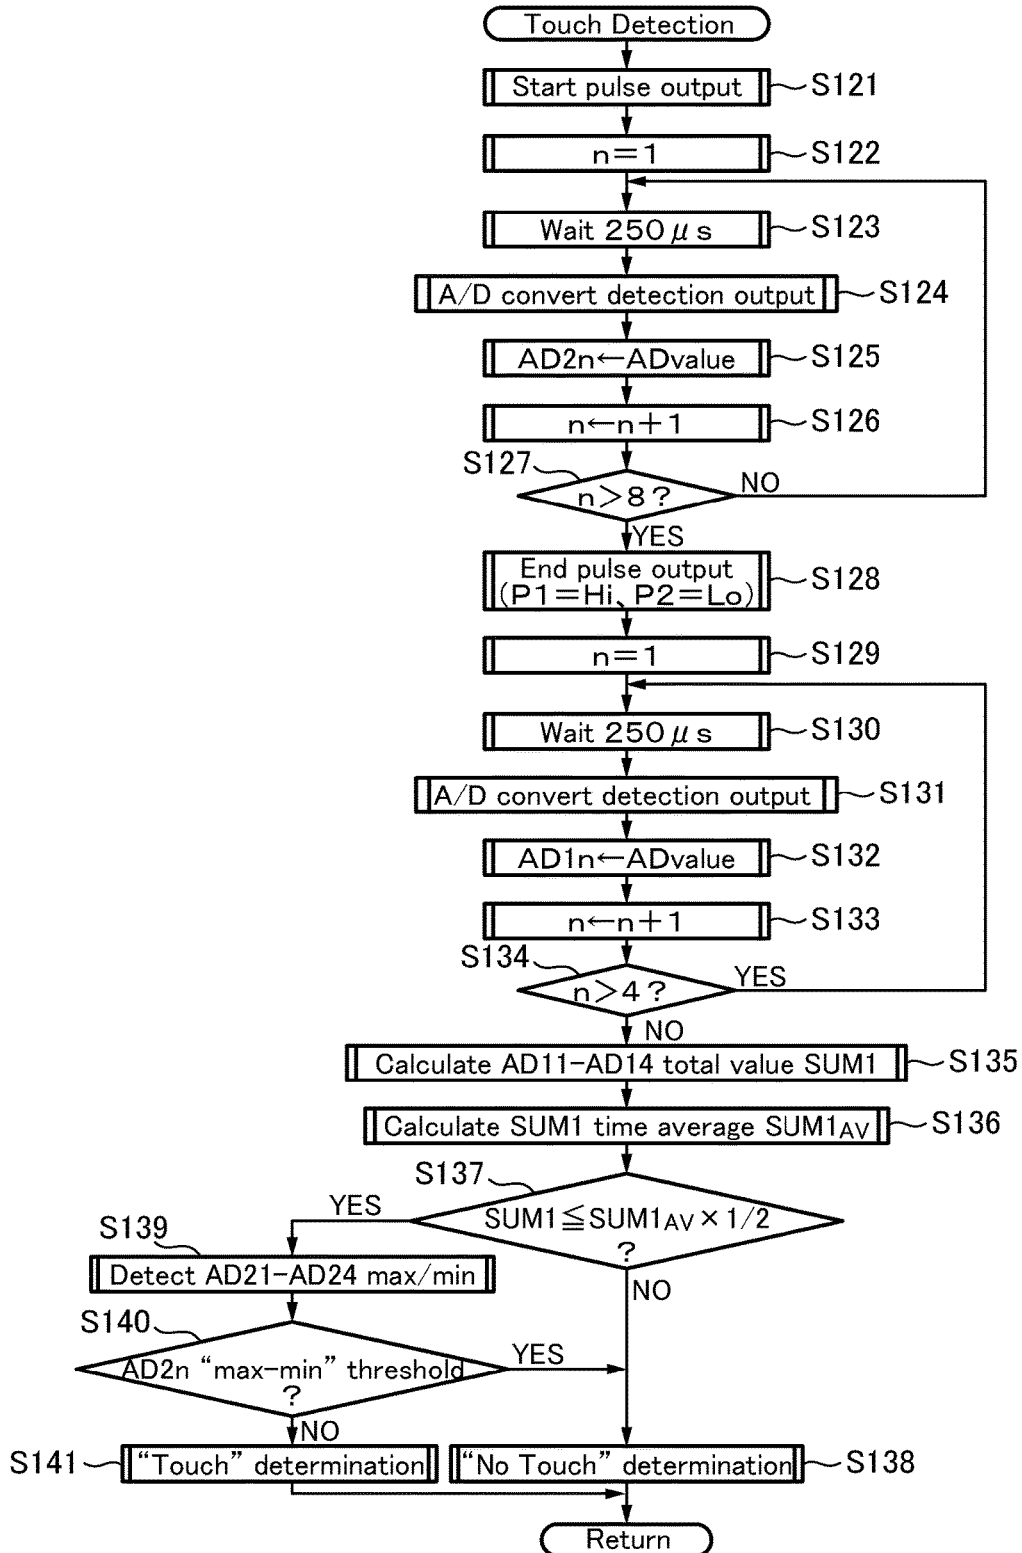 Touch Detection
Start pulse output
S121
n=1
S122
Wait 250μs
S123
A/D convert detection output
S124
AD2n←ADvalue
S125
n←n+1
S126
S127
n>8?
NO
YES
End pulse output
(P1=Hi、P2=Lo)
S128
n=1
S129
Wait 250μs
S130
A/D convert detection output
S131
AD1n←ADvalue
S132
n←n+1
S133
S134
n>4?
YES
NO
Calculate AD11-AD14 total value SUM1
S135
Calculate SUM1 time average SUM1AV
S136
S137
YES
SUM1≦SUM1AV×1/2
?
NO
S139
Detect AD21-AD24 max/min
S140
AD2n “max-min” threshold
?
YES
NO
S141
“Touch” determination
“No Touch” determination
S138
Return